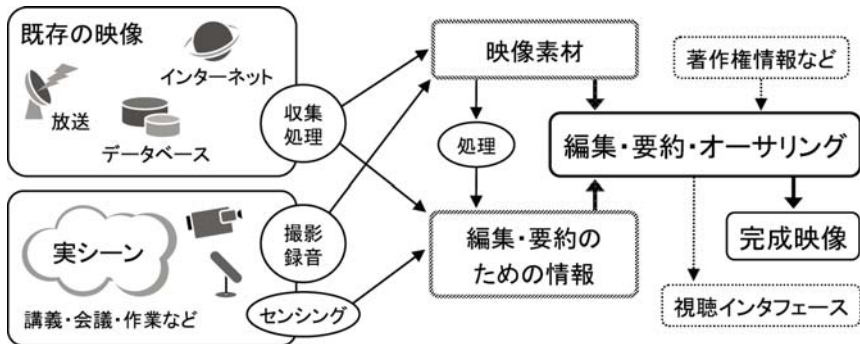 既存の映像
インターネット
放送
データベース
収集
処理
実シーン
講義・会議・作業など
撮影
録音
センシング
映像素材
処理
編集・要約の
ための情報
著作権情報など
編集・要約・オーサリング
完成映像
視聴インタフェース